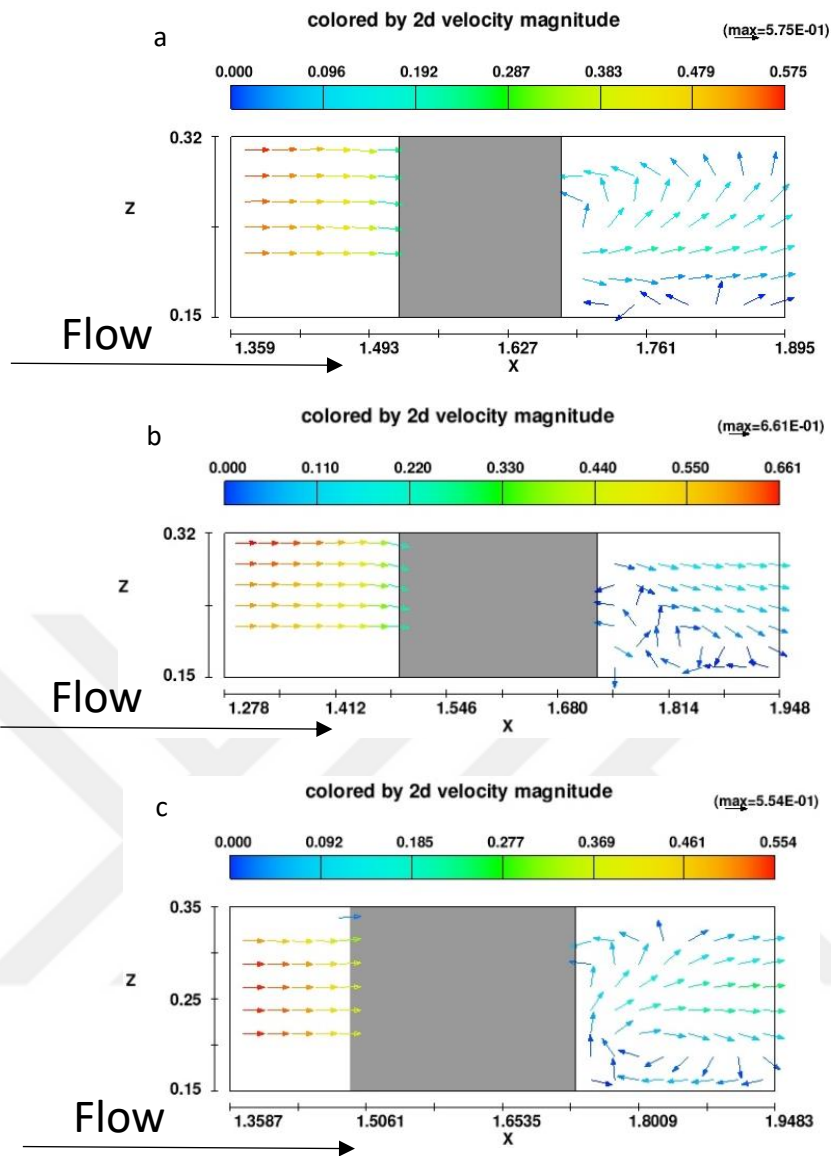 a
colored by 2d velocity magnitude
(max=5.75E-01)
0.000 0.096 0.192 0.287 0.383 0.479 0.575
0.32
Z
0.15
Flow
1.359 1.493 1.627 1.761 1.895
X
b
colored by 2d velocity magnitude
(max=6.61E-01)
0.000 0.110 0.220 0.330 0.440 0.550 0.661
0.32
Z
0.15
Flow
1.278 1.412 1.546 1.680 1.814 1.948
X
c
colored by 2d velocity magnitude
(max=5.54E-01)
0.000 0.092 0.185 0.277 0.369 0.461 0.554
0.35
Z
0.25
0.15
Flow
1.3587 1.5061 1.6535 1.8009 1.9483
X